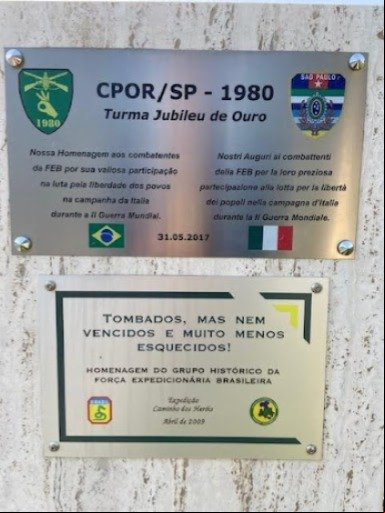 1980
SÃO PAULO
CPOR/SP - 1980
Turma Jubileu de Ouro
Nossa Homenagem aos combatentes
da FEB por sua valiosa participação
na luta pela liberdade dos povos
na campanha da Italia
durante a II Guerra Mundial.
Nostri Auguri ai combattenti
della FEB per la loro preziosa
partecipazione alla lutta per la libertà
dei popoli nella campagna d'Italia
durante la II Guerra Mondiale.
31.05.2017
TOMBADOS, MAS NEM
VENCIDOS E MUITO MENOS
ESQUECIDOS!
HOMENAGEM DO GRUPO HISTÓRICO DA
FORÇA EXPEDICIONÁRIA BRASILEIRA
Expedição
Caminho dos Heróis
Abril de 2009